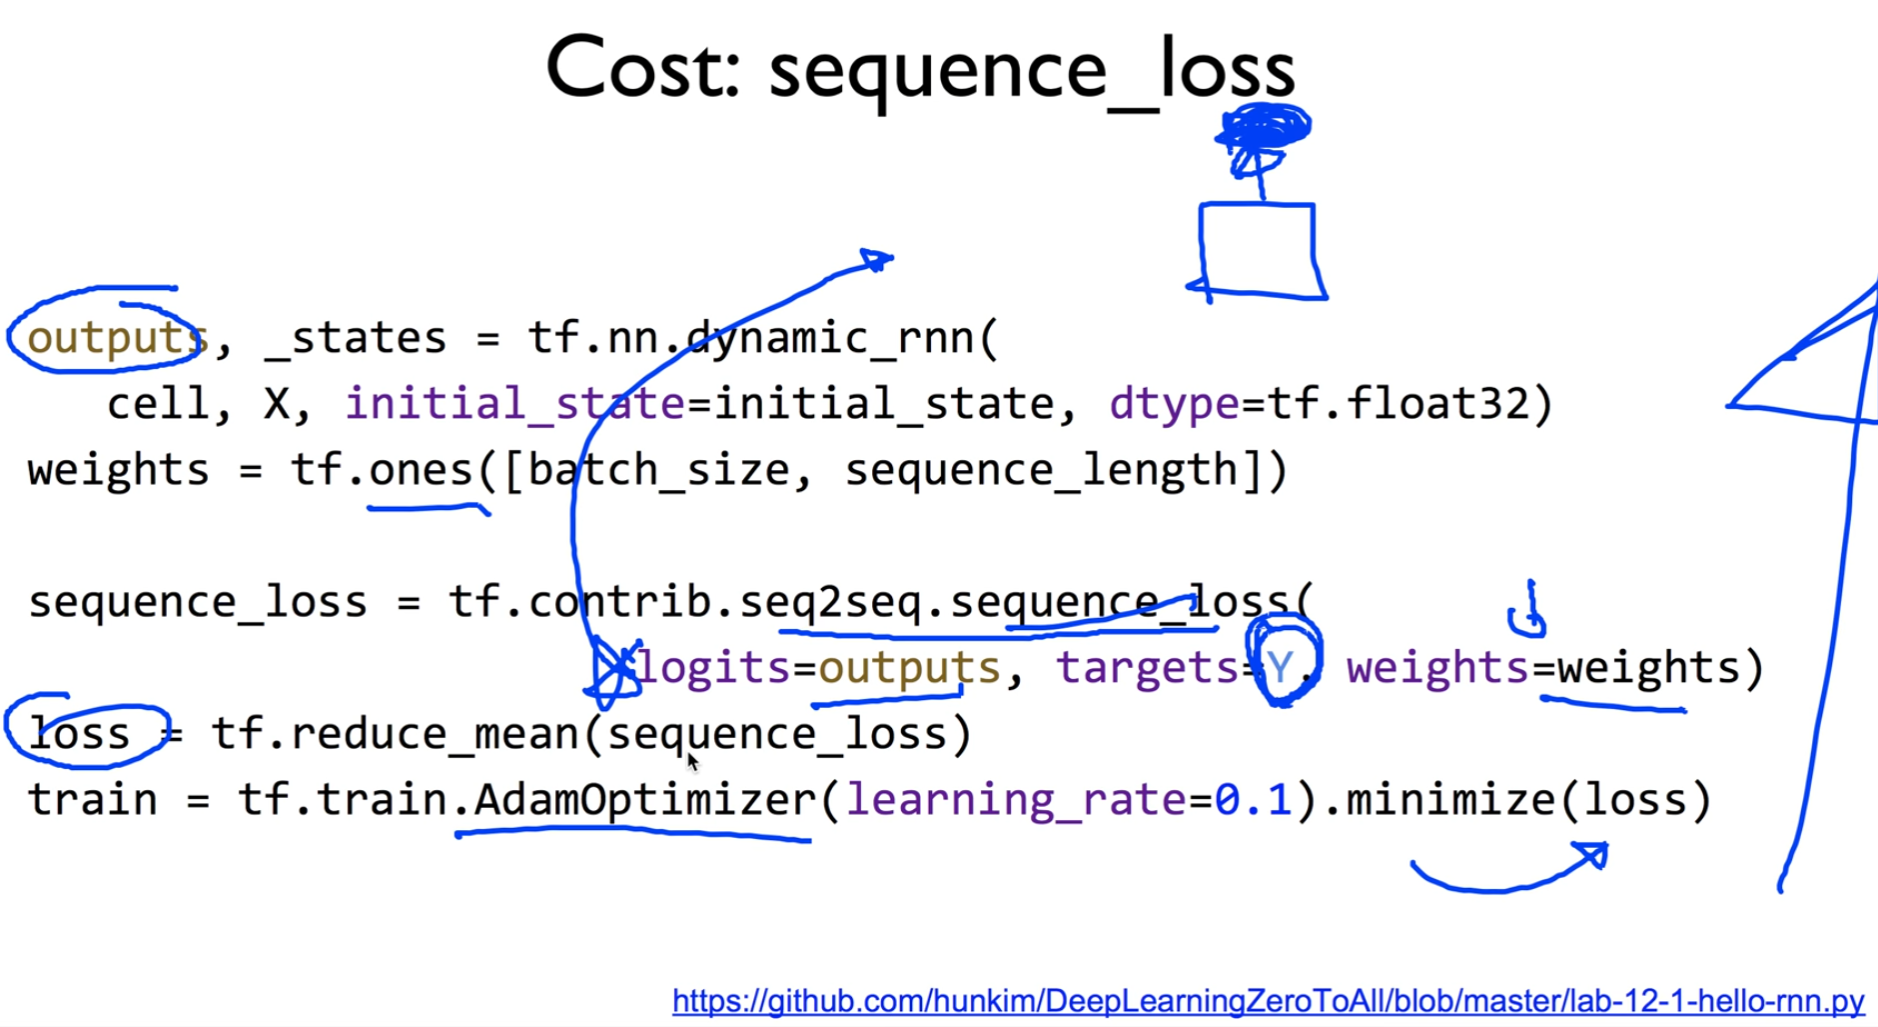 Cost: sequence_loss
outputs, _states = tf.nn.dynamic_rnn(
cell, X, initial_state=initial_state, dtype=tf.float32)
weights = tf.ones([batch_size, sequence_length])
sequence_loss = tf.contrib.seq2seq.sequence_loss(
logits=outputs, targets=Y, weights=weights)
loss = tf.reduce_mean(sequence_loss)
train = tf.train.AdamOptimizer(learning_rate=0.1).minimize(loss)
https://github.com/hunkim/DeepLearningZeroToAll/blob/master/lab-12-1-hello-rnn.py